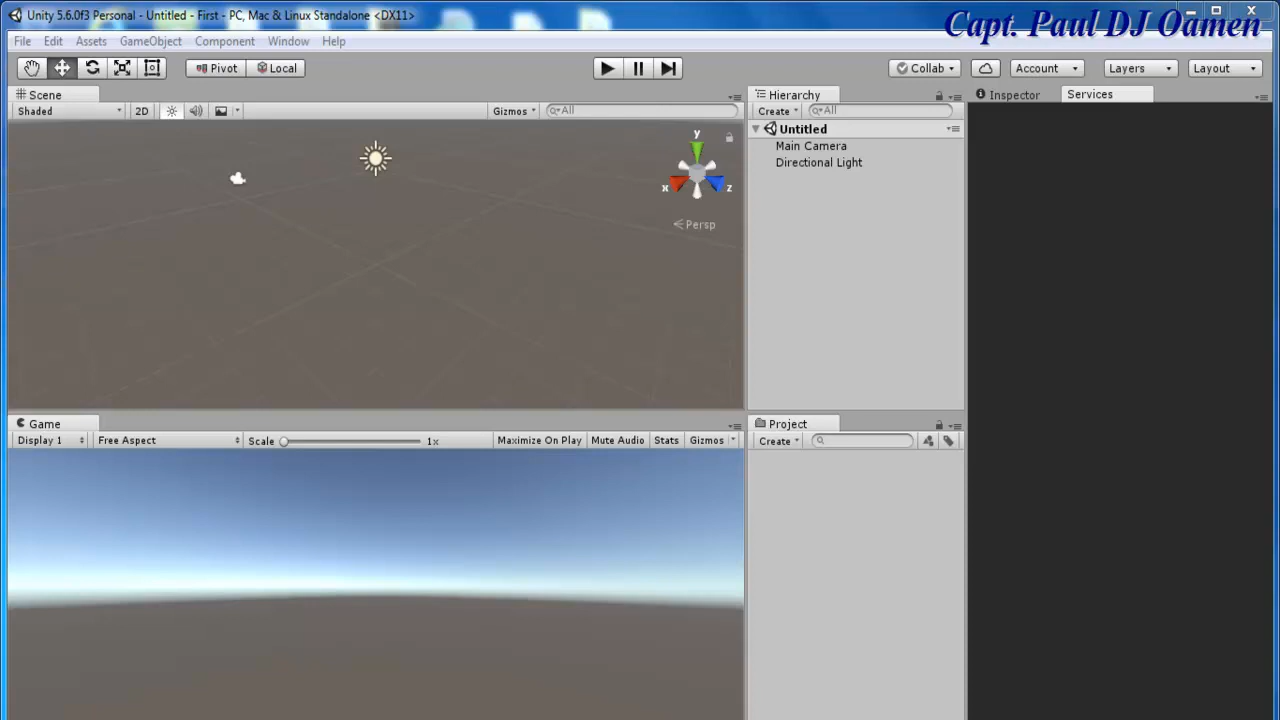 Unity 5.6.0f3 Personal - Untitled - First - PC, Mac & Linux Standalone <DX11>
Capt. Paul DJ Oamen
File Edit Assets GameObject Component Window Help
Pivot Local Collab Account Layers Layout
Scene Hierarchy Inspector Services
Shaded 2D Gizmos All Create All
Untitled
Main Camera
Directional Light
y
x z
Persp
Game Project
Display 1 Free Aspect Scale 1x Maximize On Play Mute Audio Stats Gizmos Create